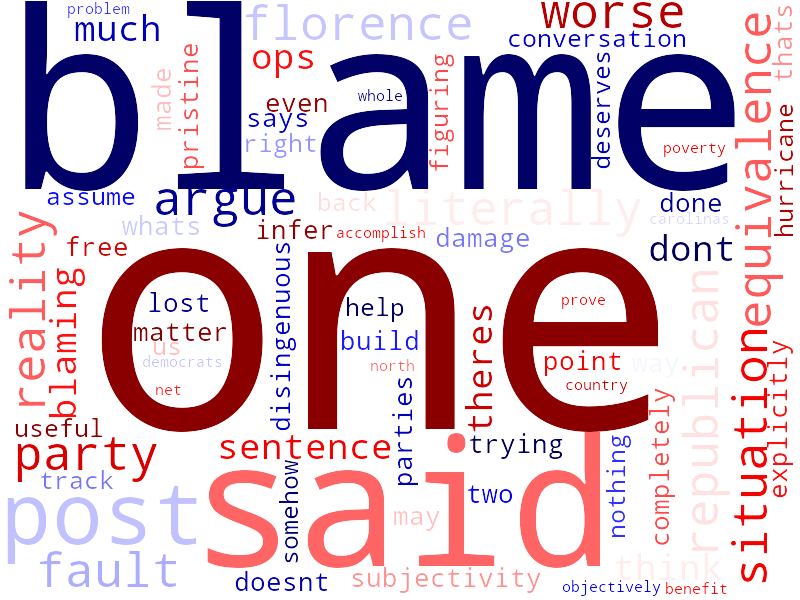 problem
much
florence
worse
conversation
thats
ops
made
pristine
even
whole
says
right
figuring
deserves
poverty
equivalence
hurricane
blame
assume
argue
back
literally
done
carolinas
whats
infer
accomplish
damage
dont
reality
free
blaming
lost
help
matter
us
democrats
build
disingenuous
one
prove
theres
point
way
country
republican
situation
explicitly
net
north
useful
party
sentence
trying
parties
completely
track
somehow
two
nothing
post
said
may
fault
doesnt
subjectivity
think
objectively
benefit